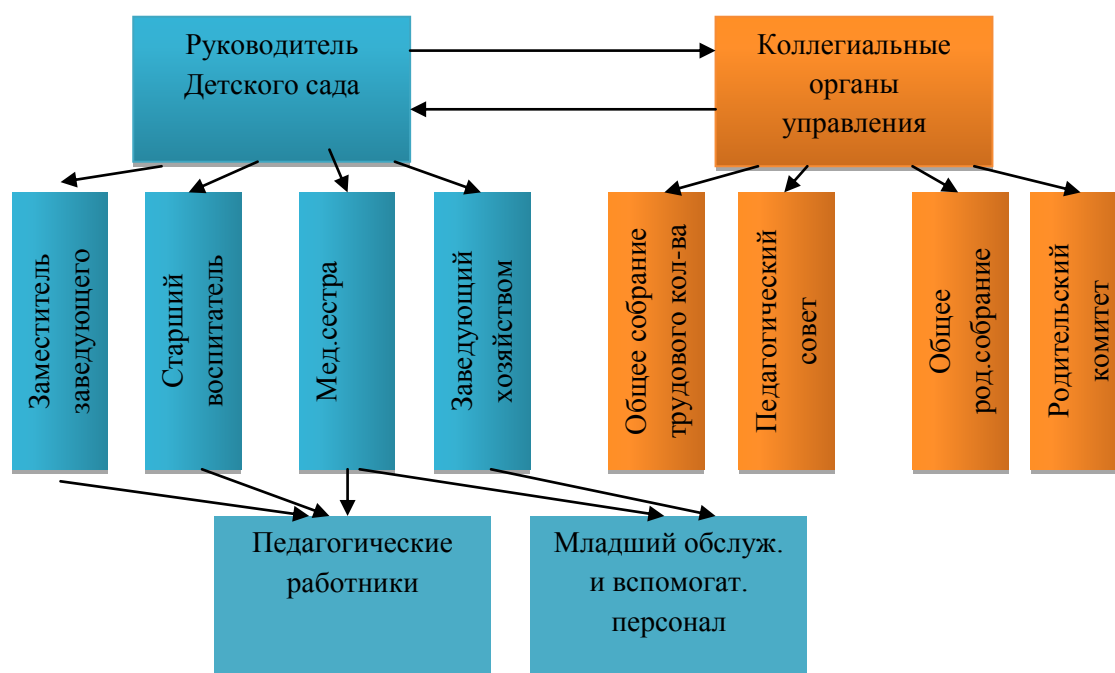 Руководитель
Детского сада
Коллегиальные
органы
управления
Заместитель
заведующего
Старший
воспитатель
Мед.сестра
Заведующий
хозяйством
Общее собрание
трудового кол-ва
Педагогический
совет
Общее
род.собрание
Родительский
комитет
Педагогические
работники
Младший обслуж.
и вспомогат.
персонал